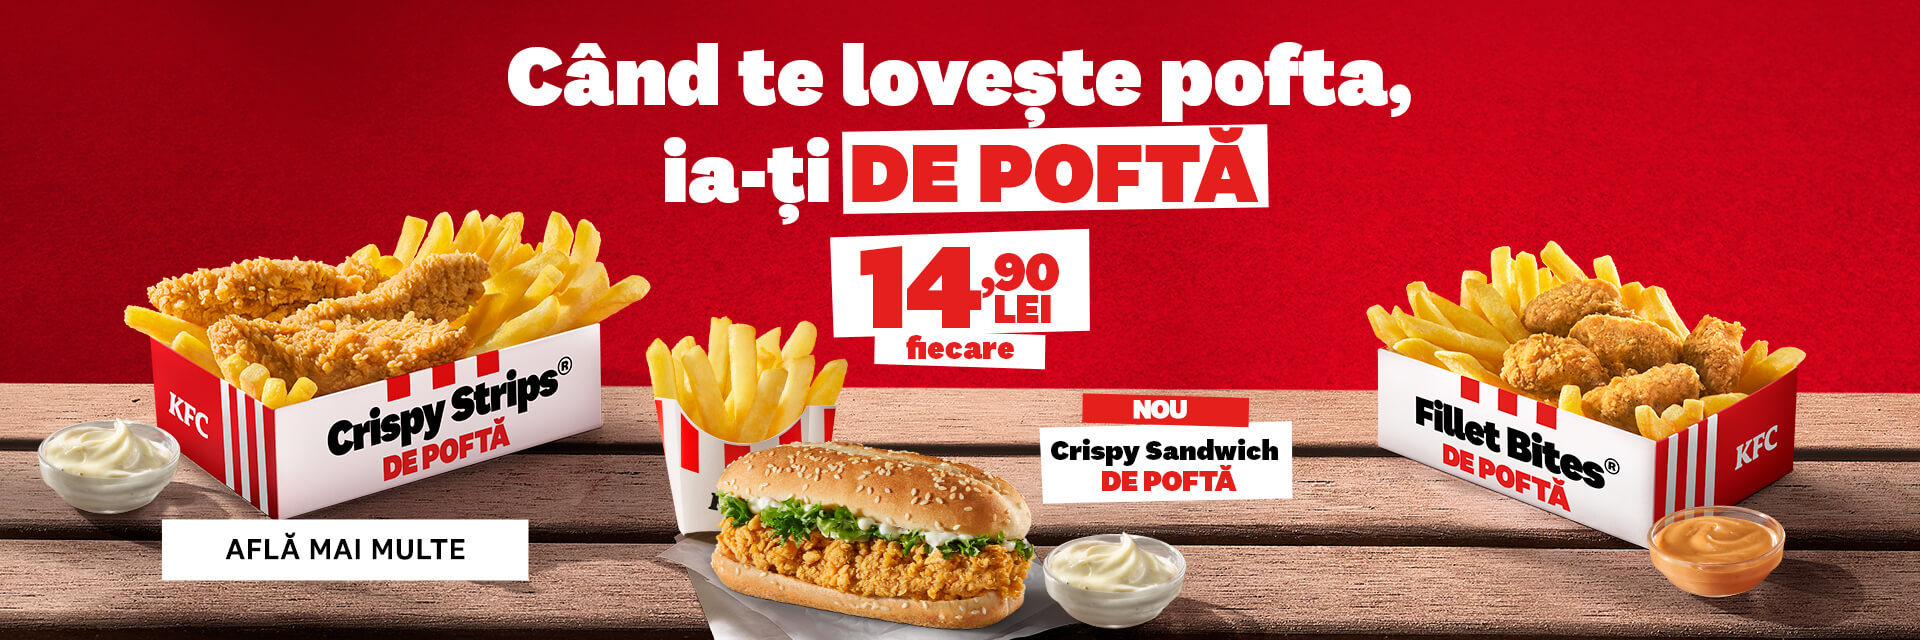 Când te lovește pofta,
ia-ți DE POFTĂ
14,90
LEI
fiecare
KFC
Crispy Strips®
DE POFTĂ
NOU
Crispy Sandwich
DE POFTĂ
Fillet Bites®
DE POFTĂ
KFC
AFLĂ MAI MULTE